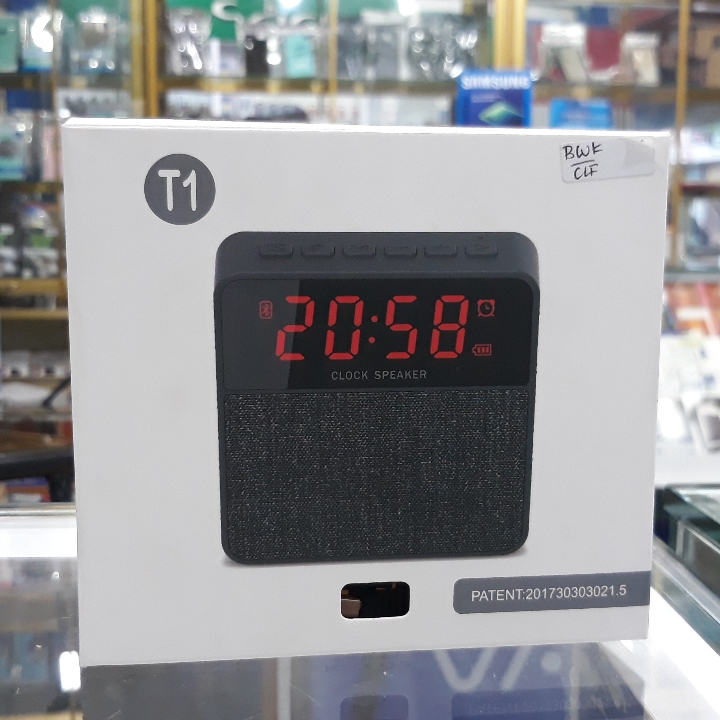 SAMSUNG
T1
BWK
CLF
20:58
CLOCK SPEAKER
PATENT:201730303021.5